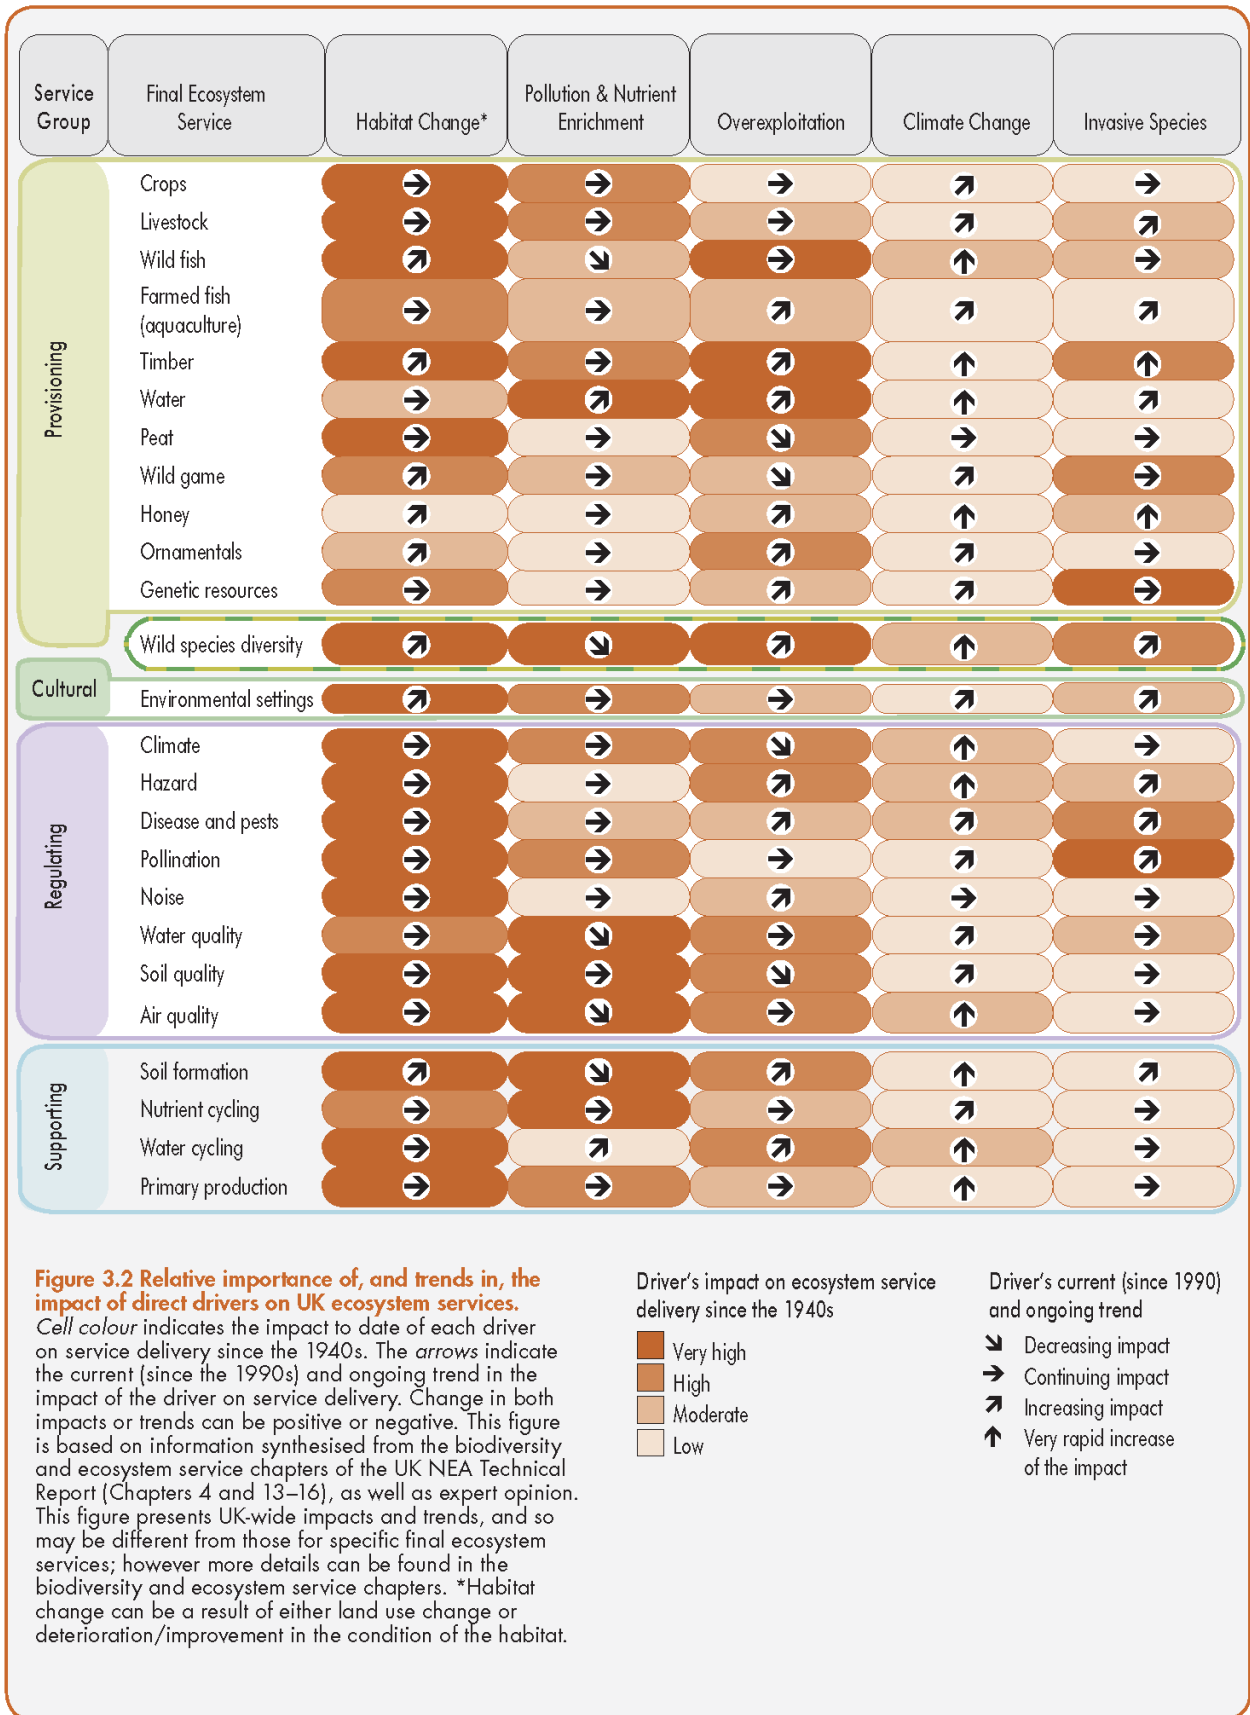 Service
Group
Final Ecosystem
Service
Habitat Change*
Pollution & Nutrient
Enrichment
Overexploitation
Climate Change
Invasive Species
Provisioning
Crops
Livestock
Wild fish
Farmed fish
(aquaculture)
Timber
Water
Peat
Wild game
Honey
Ornamentals
Genetic resources
Wild species diversity
Cultural
Environmental settings
Regulating
Climate
Hazard
Disease and pests
Pollination
Noise
Water quality
Soil quality
Air quality
Supporting
Soil formation
Nutrient cycling
Water cycling
Primary production
Figure 3.2 Relative importance of, and trends in, the
impact of direct drivers on UK ecosystem services.
Cell colour indicates the impact to date of each driver
on service delivery since the 1940s. The arrows indicate
the current (since the 1990s) and ongoing trend in the
impact of the driver on service delivery. Change in both
impacts or trends can be positive or negative. This figure
is based on information synthesised from the biodiversity
and ecosystem service chapters of the UK NEA Technical
Report (Chapters 4 and 13–16), as well as expert opinion.
This figure presents UK-wide impacts and trends, and so
may be different from those for specific final ecosystem
services; however more details can be found in the
biodiversity and ecosystem service chapters. *Habitat
change can be a result of either land use change or
deterioration/improvement in the condition of the habitat.
Driver's impact on ecosystem service
delivery since the 1940s
Very high
High
Moderate
Low
Driver's current (since 1990)
and ongoing trend
Decreasing impact
Continuing impact
Increasing impact
Very rapid increase
of the impact